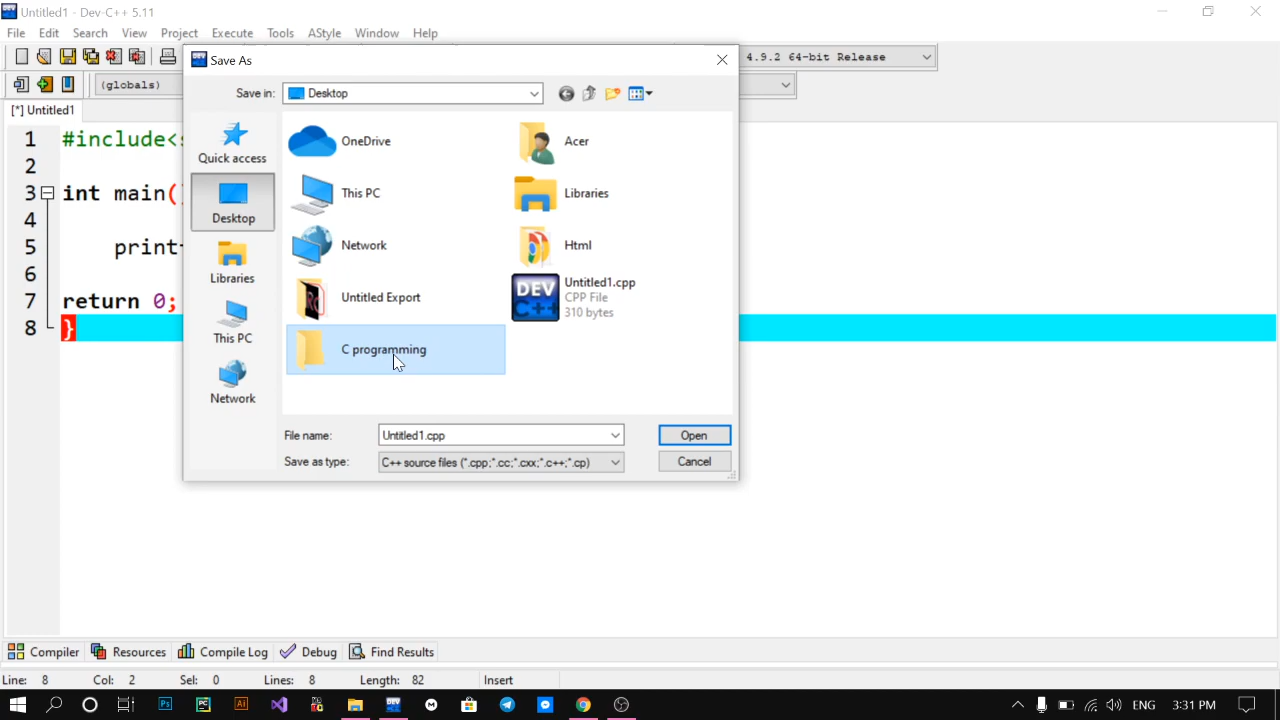 Untitled1 - Dev-C++ 5.11
File Edit Search View Project Execute Tools AStyle Window Help
4.9.2 64-bit Release
(globals)
[*] Untitled1
Save As
Save in: Desktop
Quick access
Desktop
Libraries
This PC
Network
OneDrive
Acer
This PC
Libraries
Network
Html
Untitled Export
Untitled1.cpp
CPP File
310 bytes
C programming
File name: Untitled1.cpp Open
Save as type: C++ source files (*.cpp;*.cc;*.cxx;*.c++;*.cp) Cancel
1 #include<
2
3 int main(
4
5 print
6
7 return 0;
8 }
Compiler Resources Compile Log Debug Find Results
Line: 8 Col: 2 Sel: 0 Lines: 8 Length: 82 Insert
ENG 3:31 PM